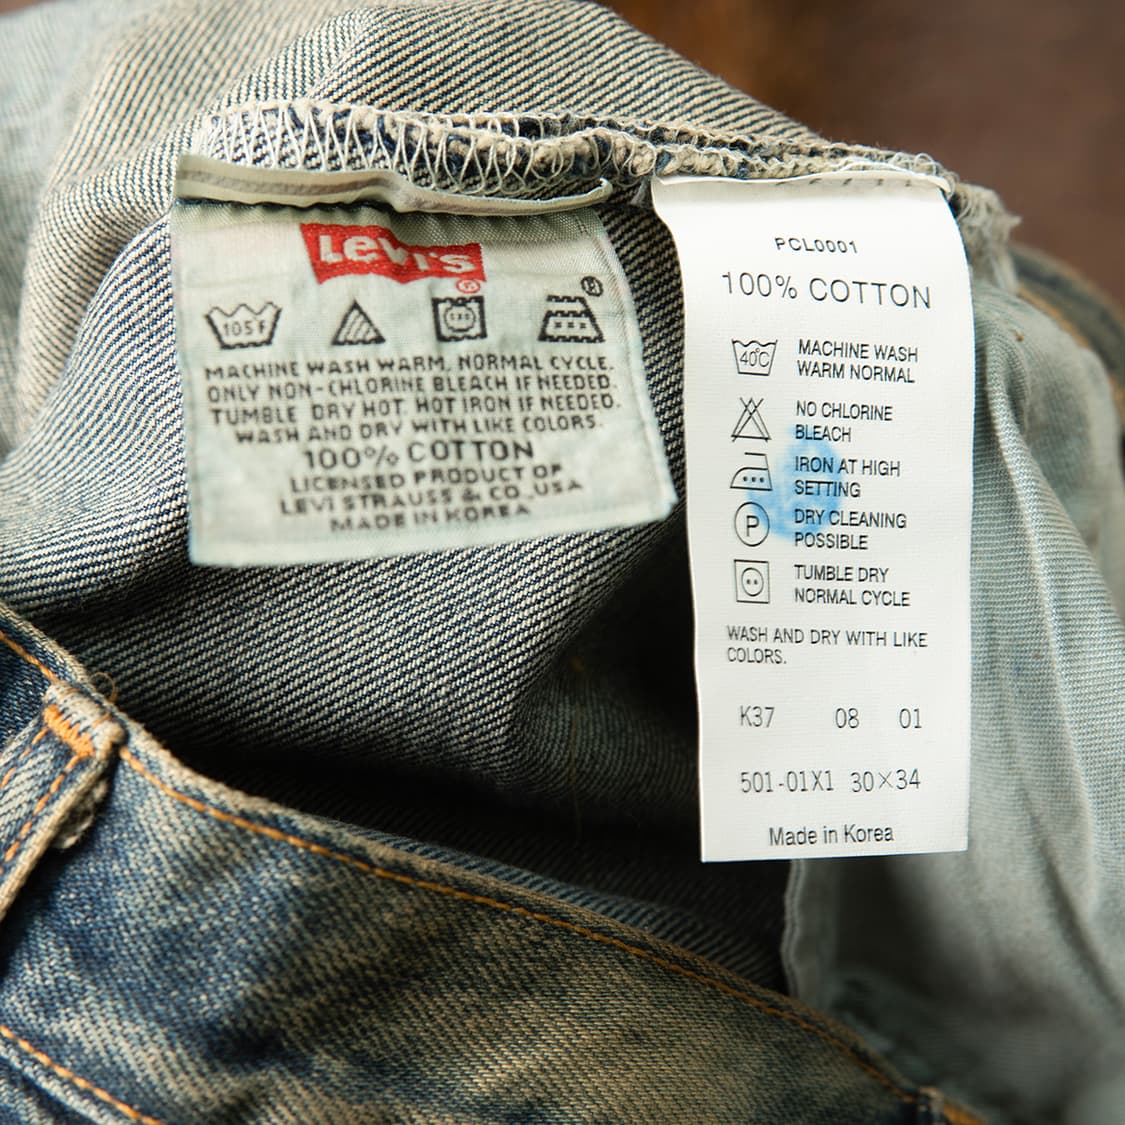 Levi's
®
105F
®
MACHINE WASH WARM, NORMAL CYCLE.
ONLY NON-CHLORINE BLEACH IF NEEDED.
TUMBLE DRY HOT. HOT IRON IF NEEDED.
WASH AND DRY WITH LIKE COLORS.
100% COTTON
LICENSED PRODUCT OF
LEVI STRAUSS & CO., USA
MADE IN KOREA
PCL0001
100% COTTON
40℃ MACHINE WASH
WARM NORMAL
NO CHLORINE
BLEACH
IRON AT HIGH
SETTING
P DRY CLEANING
POSSIBLE
TUMBLE DRY
NORMAL CYCLE
WASH AND DRY WITH LIKE
COLORS.
K37 08 01
501-01X1 30×34
Made in Korea